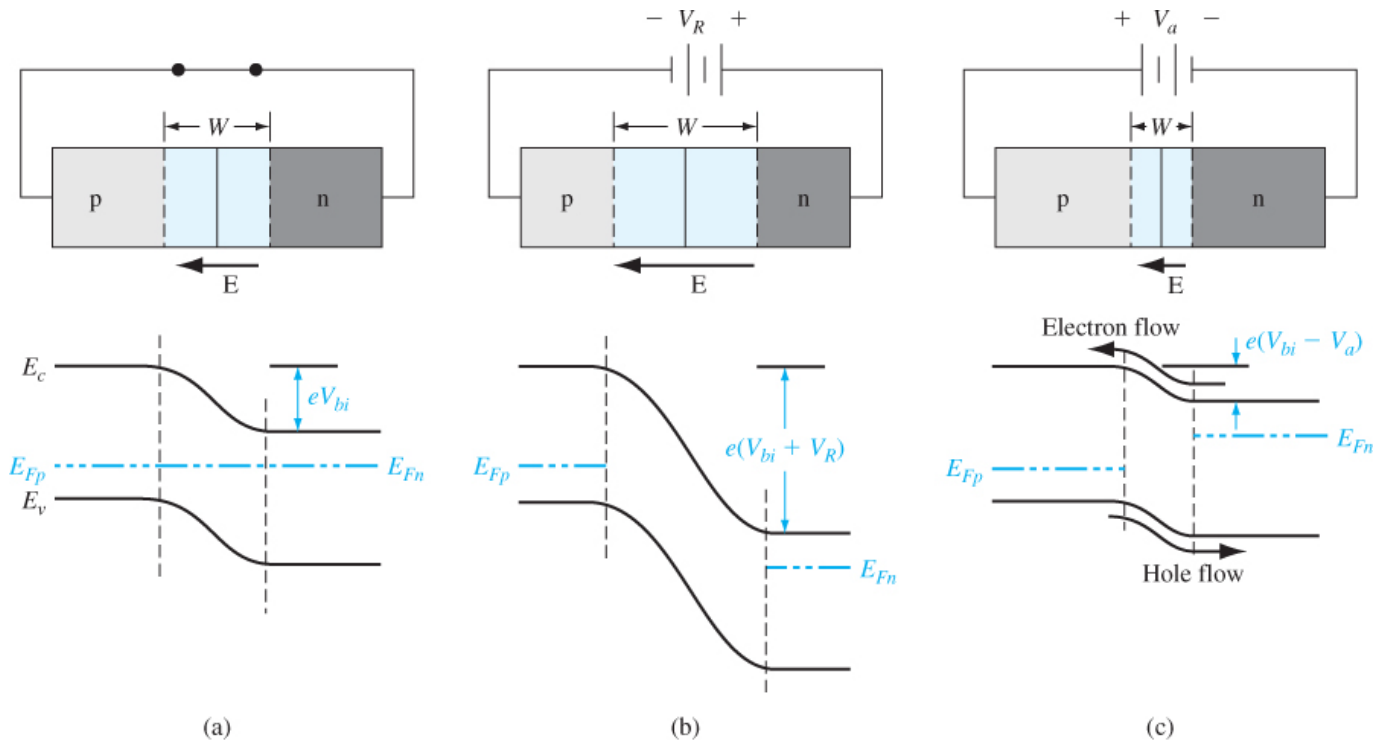 − V_R +
+ V_a −
W
W
W
p
n
p
n
p
n
E
E
E
Electron flow
e(V_bi − V_a)
E_c
eV_bi
e(V_bi + V_R)
E_Fn
E_Fp
E_Fn
E_Fp
E_Fp
E_v
E_Fn
Hole flow
(a)
(b)
(c)